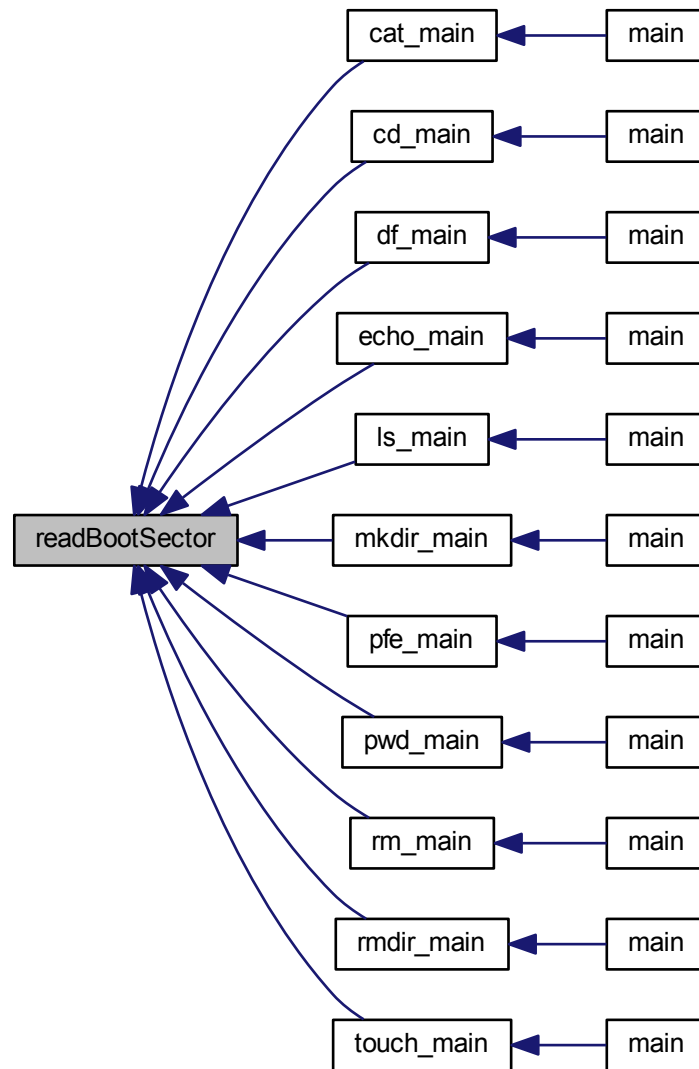 cat_main
main
cd_main
main
df_main
main
echo_main
main
ls_main
main
readBootSector
mkdir_main
main
pfe_main
main
pwd_main
main
rm_main
main
rmdir_main
main
touch_main
main